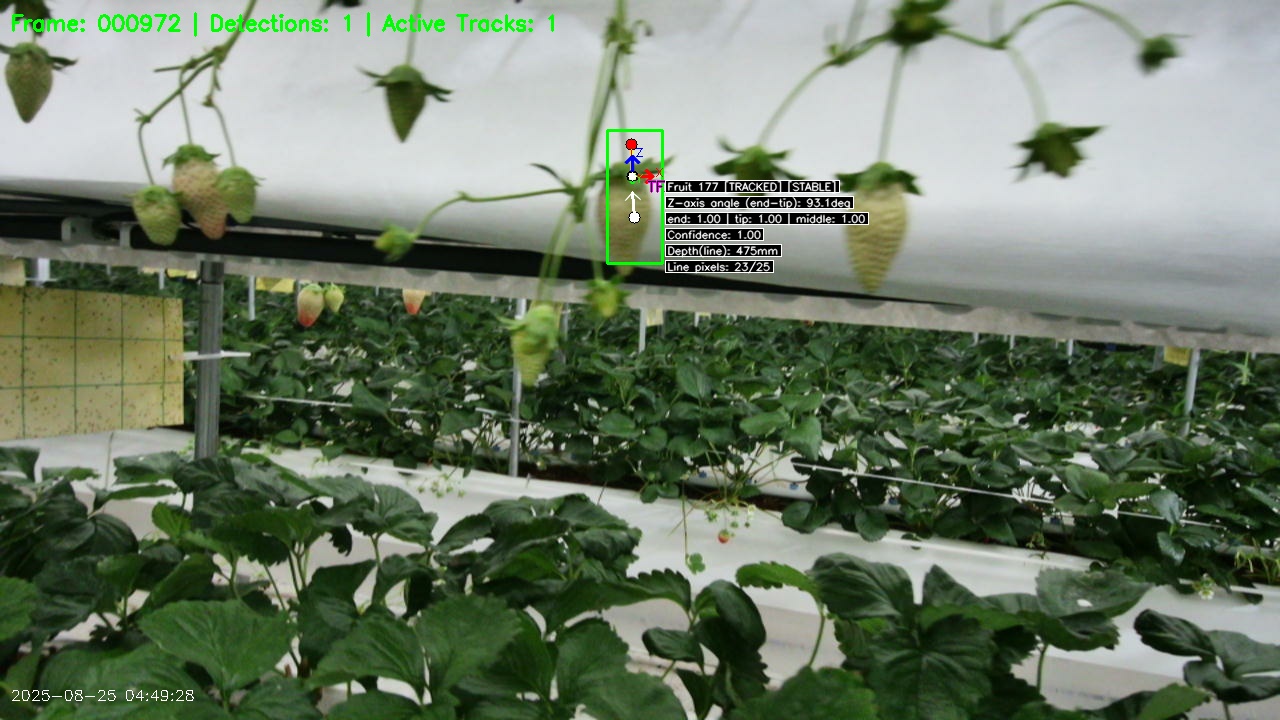 Frame: 000972 | Detections: 1 | Active Tracks: 1
Z
Fruit 177 [TRACKED] [STABLE]
Z-axis angle (end-tip): 93.1deg
end: 1.00 | tip: 1.00 | middle: 1.00
Confidence: 1.00
Depth(line): 475mm
Line pixels: 23/25
2025-08-25 04:49:28